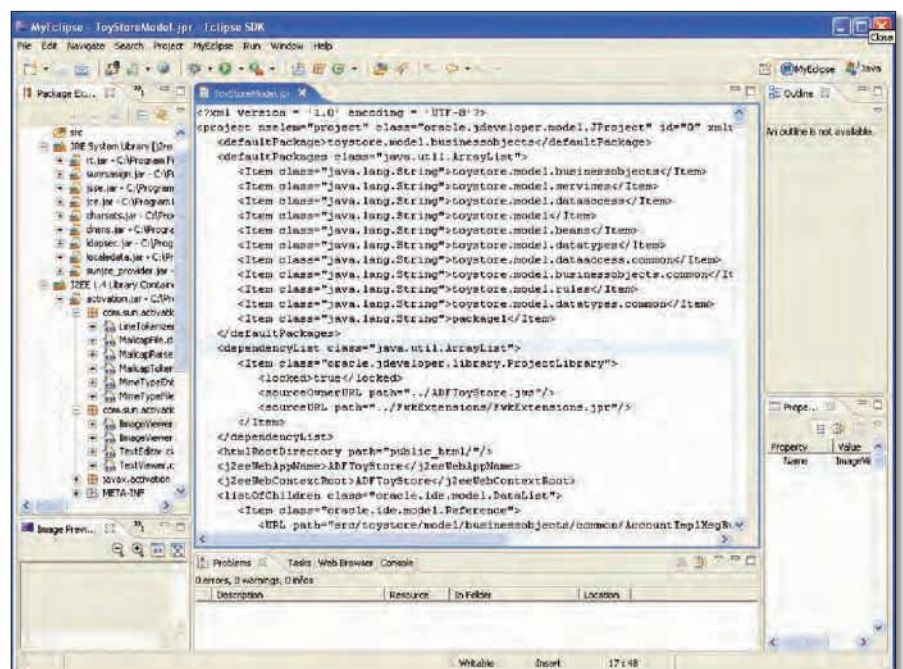 MyEclipse - ToyStoreModel.jpr - Eclipse SDK
Close
File Edit Navigate Search Project MyEclipse Run Window Help
MyEclipse Java
Package Ex...
ToyStoreModel.jpr
Outline
An outline is not available.
src
JRE System Library [jre
rt.jar - C:\Program Fi
sunrsasign.jar - C:\P
jsse.jar - C:\Program
jce.jar - C:\Program
charsets.jar - C:\Pro
dnsns.jar - C:\Progra
ldapsec.jar - C:\Prog
localedata.jar - C:\Pr
sunjce_provider.jar -
J2EE 1.4 Library Contain
activation.jar - C:\Pr
com.sun.activati
LineTokenizer
MailcapFile.cl
MailcapParse
MailcapToken
MimeTypeEnt
MimeTypeFile
com.sun.activati
ImageViewer
ImageViewer
TextEditor.cl
TextViewer.c
javax.activation
META-INF
<?xml version = '1.0' encoding = 'UTF-8'?>
<project nselem="project" class="oracle.jdeveloper.model.JProject" id="0" xmln
<defaultPackage>toystore.model.businessobjects</defaultPackage>
<defaultPackages class="java.util.ArrayList">
<Item class="java.lang.String">toystore.model.businessobjects</Item>
<Item class="java.lang.String">toystore.model.services</Item>
<Item class="java.lang.String">toystore.model.dataaccess</Item>
<Item class="java.lang.String">toystore.model</Item>
<Item class="java.lang.String">toystore.model.beans</Item>
<Item class="java.lang.String">toystore.model.datatypes</Item>
<Item class="java.lang.String">toystore.model.dataaccess.common</Item>
<Item class="java.lang.String">toystore.model.businessobjects.common</It
<Item class="java.lang.String">toystore.model.rules</Item>
<Item class="java.lang.String">toystore.model.datatypes.common</Item>
<Item class="java.lang.String">package1</Item>
</defaultPackages>
<dependencyList class="java.util.ArrayList">
<Item class="oracle.jdeveloper.library.ProjectLibrary">
<locked>true</locked>
<sourceOwnerURL path="../ADFToyStore.jws"/>
<sourceURL path="../FwkExtensions/FwkExtensions.jpr"/>
</Item>
</dependencyList>
<htmlRootDirectory path="public_html/"/>
<j2eeWebAppName>ADFToyStore</j2eeWebAppName>
<j2eeWebContextRoot>ADFToyStore</j2eeWebContextRoot>
<listOfChildren class="oracle.ide.model.DataList">
<Item class="oracle.ide.model.Reference">
<URL path="src/toystore/model/businessobjects/common/AccountImplMsgBu
Prope...
Property Value
Name ImageVi
Image Previ...
Problems Tasks Web Browser Console
0 errors, 0 warnings, 0 infos
Description Resource In Folder Location
Writable Insert 17 : 48